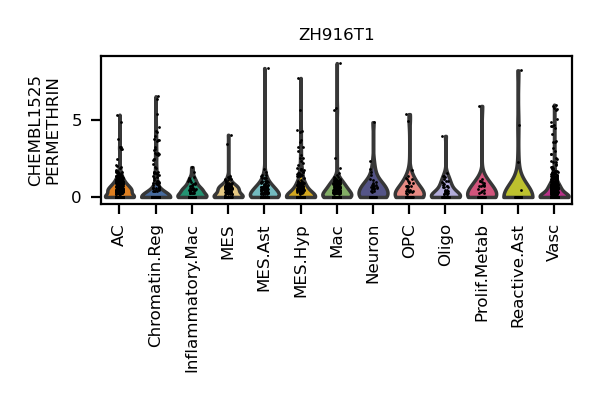 ZH916T1
CHEMBL1525
PERMETHRIN
5
0
AC
Chromatin.Reg
Inflammatory.Mac
MES
MES.Ast
MES.Hyp
Mac
Neuron
OPC
Oligo
Prolif.Metab
Reactive.Ast
Vasc